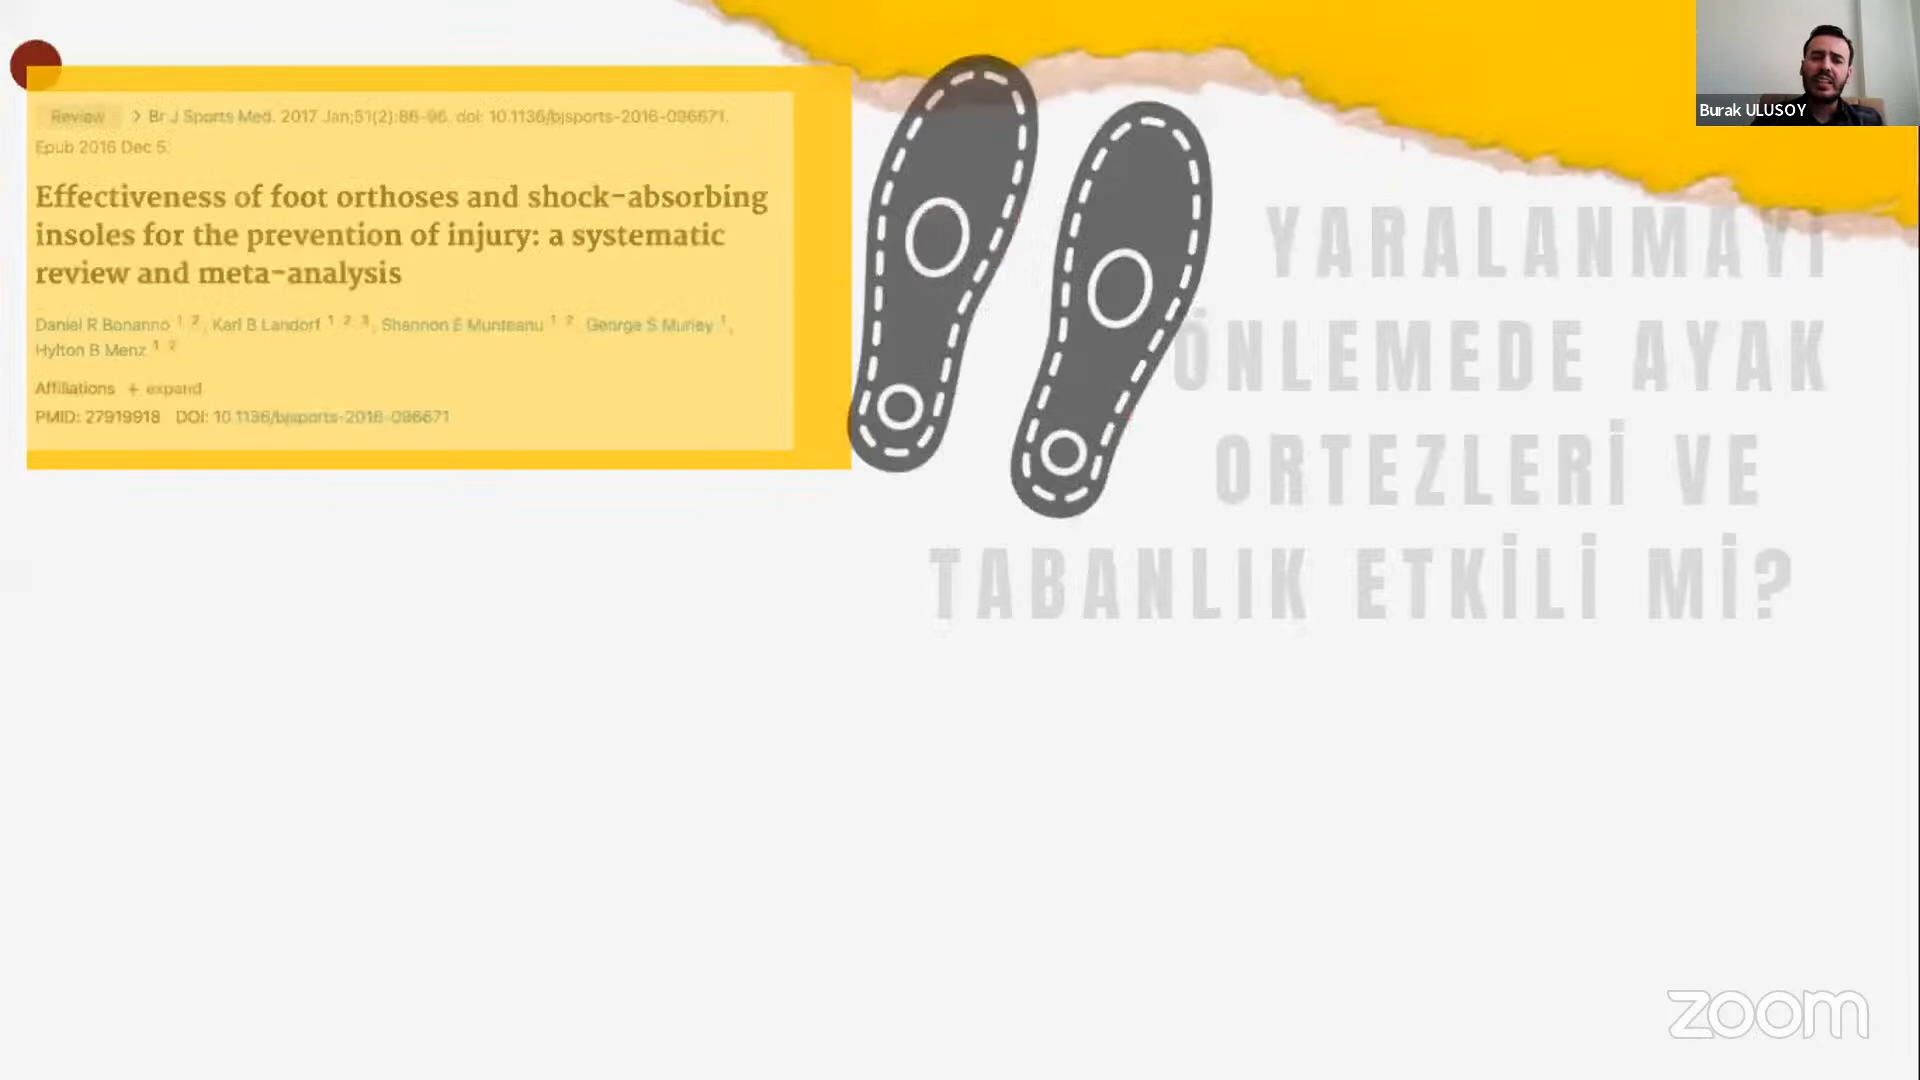 Review > Br J Sports Med. 2017 Jan;51(2):86-96. doi: 10.1136/bjsports-2016-096671.
Epub 2016 Dec 5.
Effectiveness of foot orthoses and shock-absorbing
insoles for the prevention of injury: a systematic
review and meta-analysis
Daniel R Bonanno 1 2, Karl B Landorf 1 2 3, Shannon E Munteanu 1 2, George S Murley 1,
Hylton B Menz 1 2
Affiliations + expand
PMID: 27919918 DOI: 10.1136/bjsports-2016-096671
Burak ULUSOY
YARALANMAYI
ÖNLEMEDE AYAK
ORTEZLERİ VE
TABANLIK ETKİLİ Mİ?
zoom